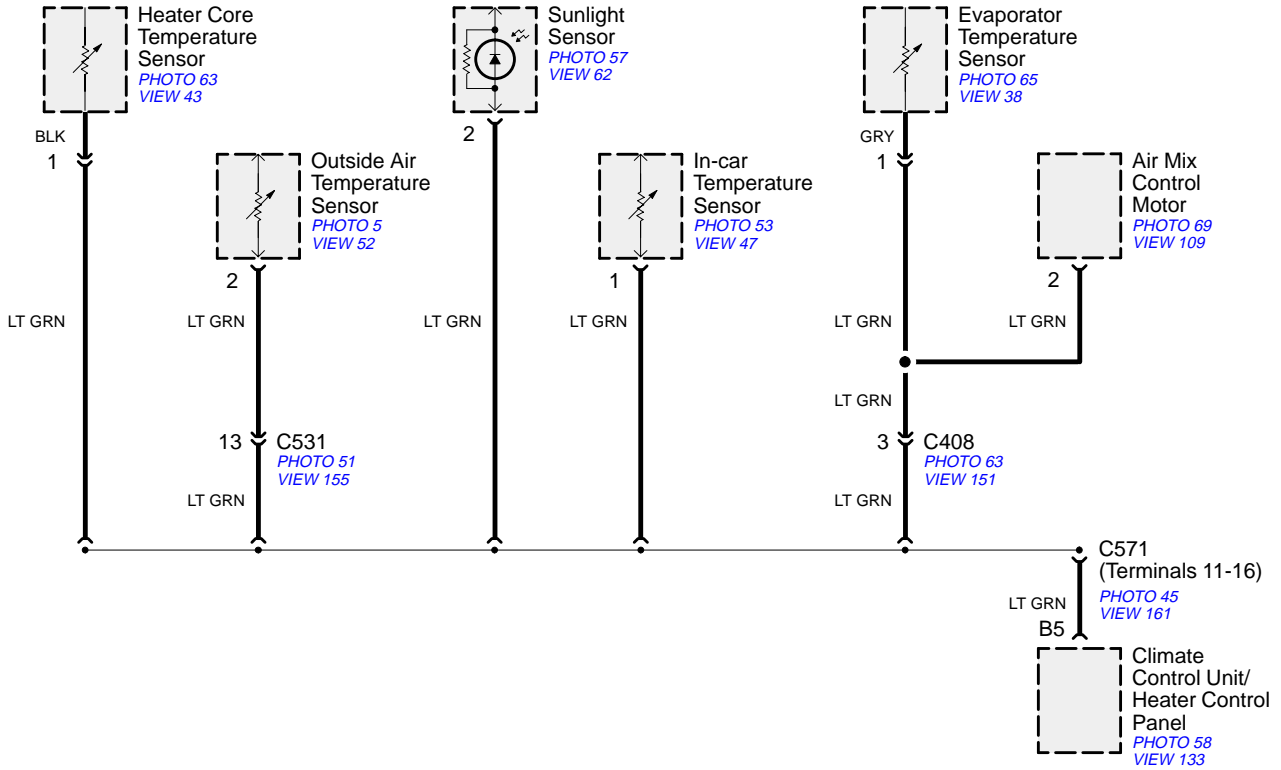 Heater Core
Temperature
Sensor
PHOTO 63
VIEW 43
BLK
1
LT GRN
Outside Air
Temperature
Sensor
PHOTO 5
VIEW 52
2
LT GRN
13
C531
PHOTO 51
VIEW 155
LT GRN
Sunlight
Sensor
PHOTO 57
VIEW 62
2
LT GRN
In-car
Temperature
Sensor
PHOTO 53
VIEW 47
1
LT GRN
Evaporator
Temperature
Sensor
PHOTO 65
VIEW 38
GRY
1
LT GRN
Air Mix
Control
Motor
PHOTO 69
VIEW 109
2
LT GRN
LT GRN
3
C408
PHOTO 63
VIEW 151
LT GRN
C571
(Terminals 11-16)
PHOTO 45
VIEW 161
LT GRN
B5
Climate
Control Unit/
Heater Control
Panel
PHOTO 58
VIEW 133